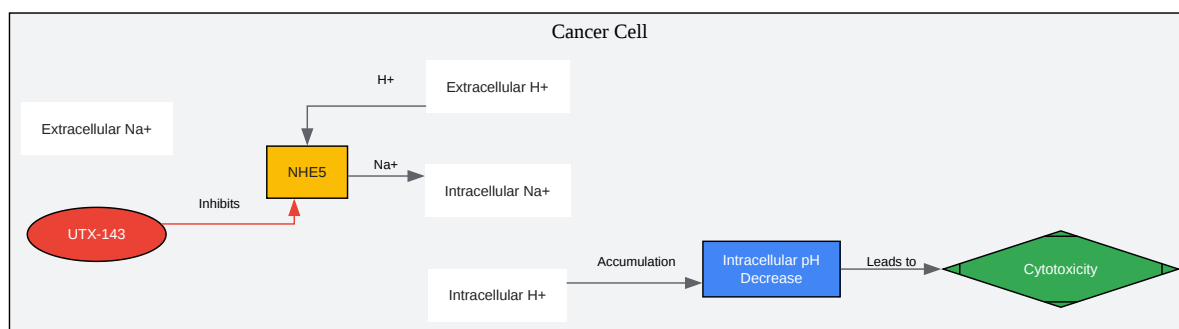 Cancer Cell
H+
Extracellular H+
Extracellular Na+
NHE5
Na+
Intracellular Na+
Inhibits
UTX-143
Accumulation
Intracellular pH
Decrease
Leads to
Cytotoxicity
Intracellular H+